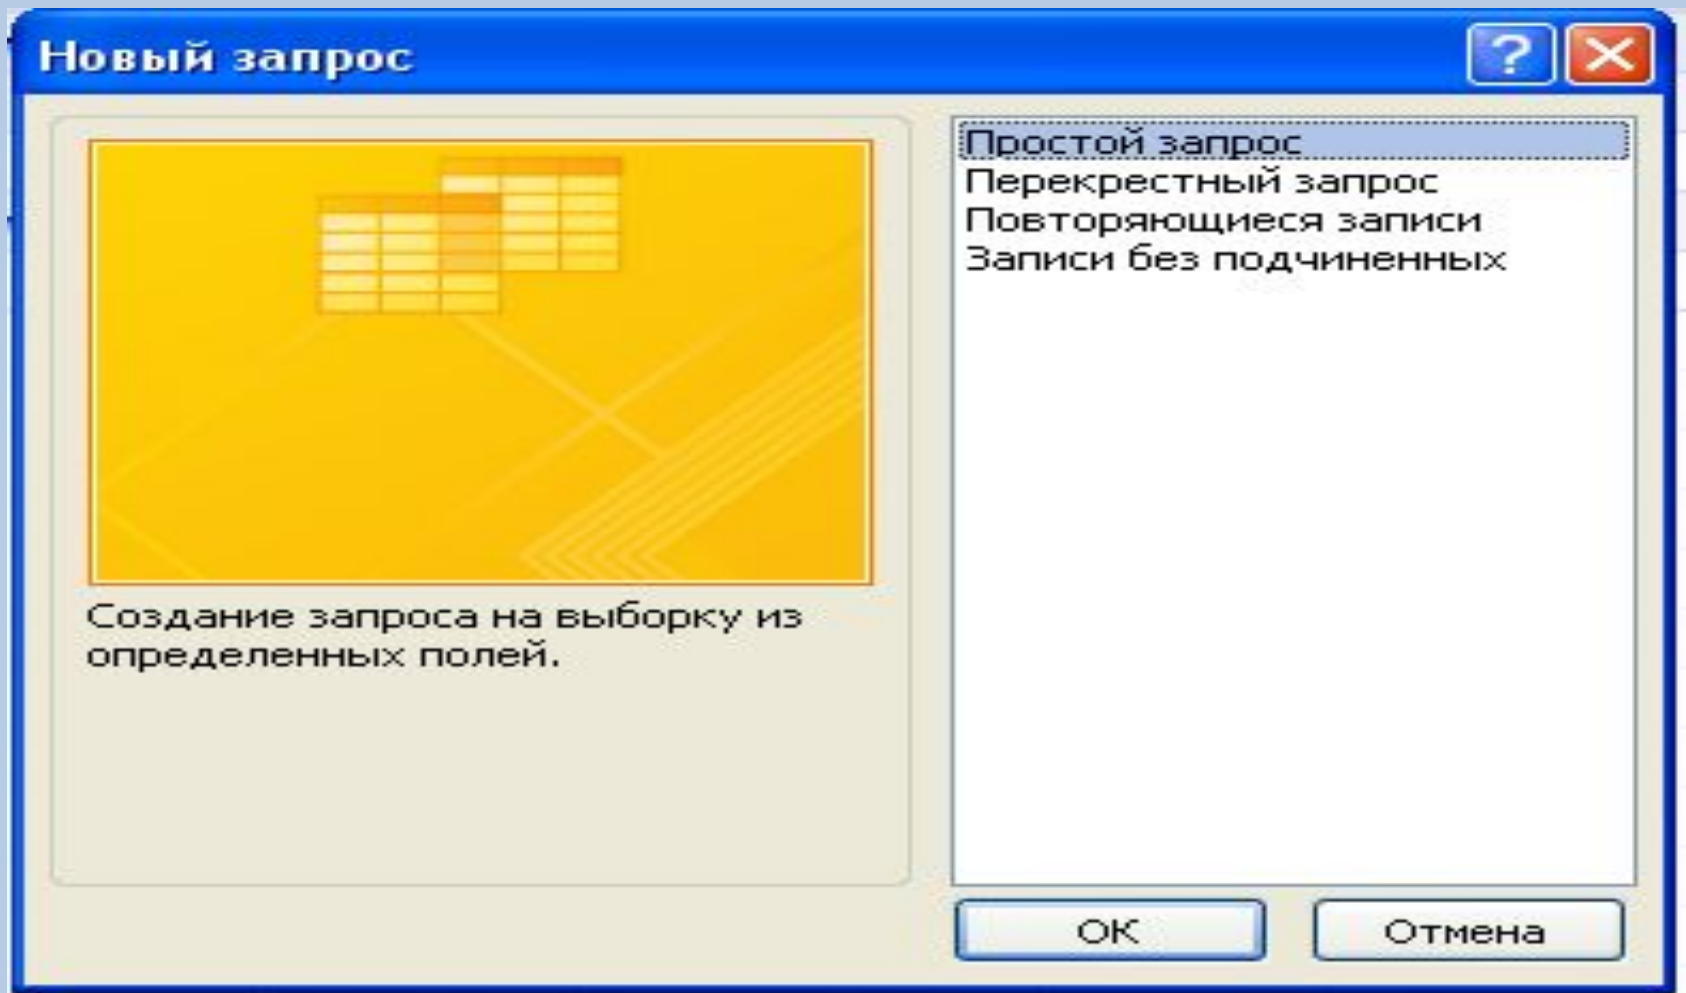 Новый запрос
Простой запрос
Перекрестный запрос
Повторяющиеся записи
Записи без подчиненных
Создание запроса на выборку из
определенных полей.
ОК
Отмена